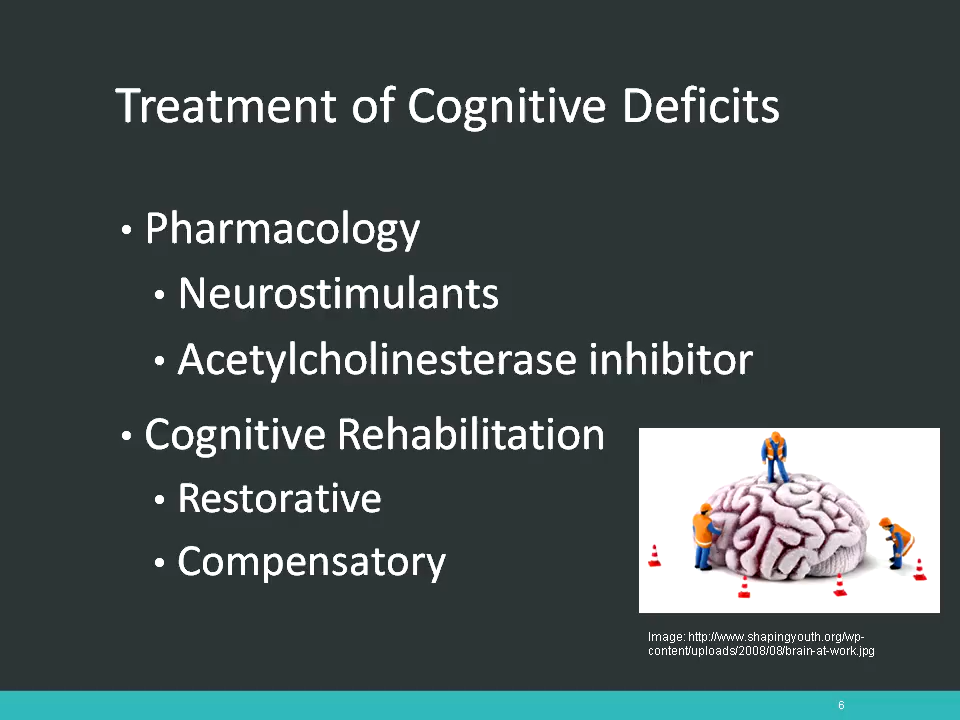 Treatment of Cognitive Deficits
• Pharmacology
• Neurostimulants
• Acetylcholinesterase inhibitor
• Cognitive Rehabilitation
• Restorative
• Compensatory
Image: http://www.shapingyouth.org/wp-
content/uploads/2008/08/brain-at-work.jpg
6